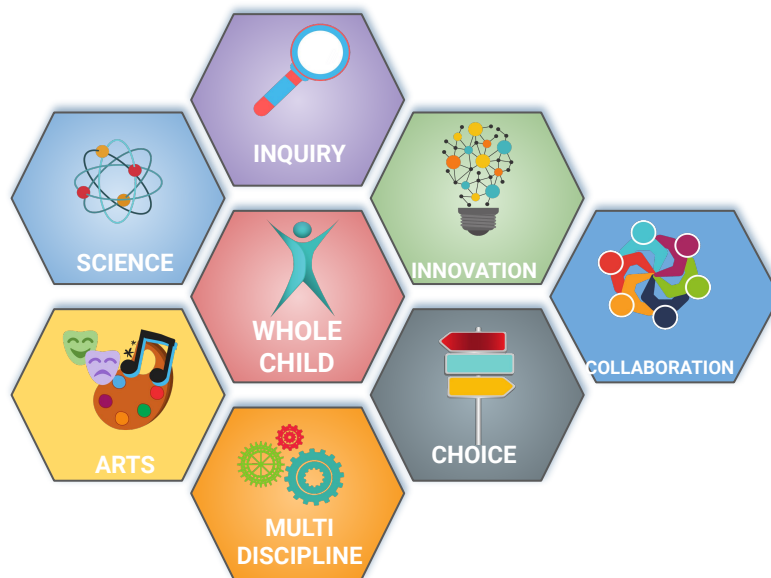 INQUIRY
SCIENCE
INNOVATION
WHOLE
CHILD
COLLABORATION
ARTS
CHOICE
MULTI
DISCIPLINE